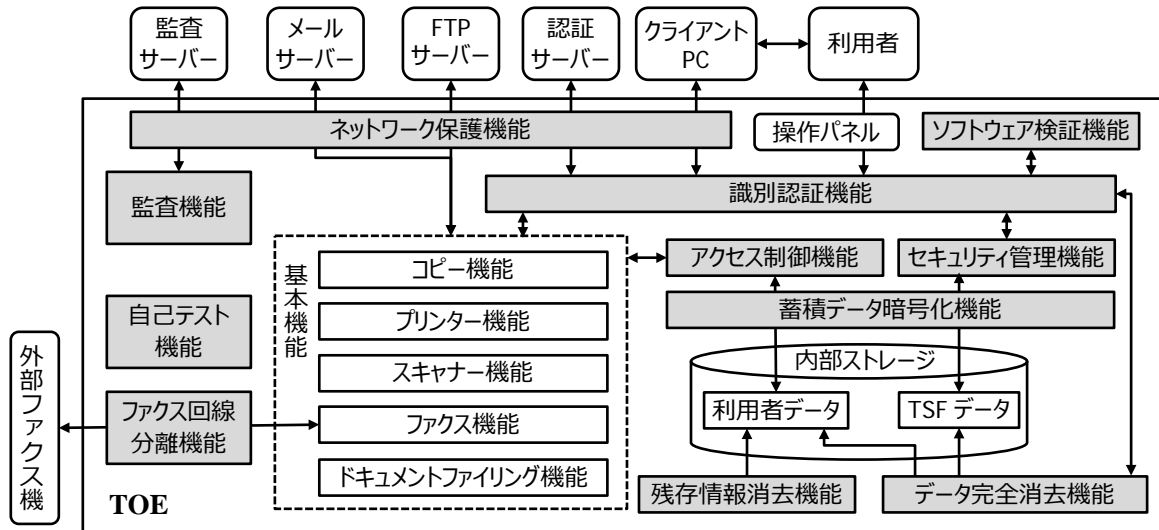 監査
サーバー
メール
サーバー
FTP
サーバー
認証
サーバー
クライアント
PC
利用者
ネットワーク保護機能
操作パネル
ソフトウェア検証機能
監査機能
識別認証機能
基本機能
コピー機能
プリンター機能
スキャナー機能
ファクス機能
ドキュメントファイリング機能
アクセス制御機能
セキュリティ管理機能
蓄積データ暗号化機能
自己テスト
機能
内部ストレージ
利用者データ
TSF データ
外部ファクス機
ファクス回線
分離機能
残存情報消去機能
データ完全消去機能
TOE